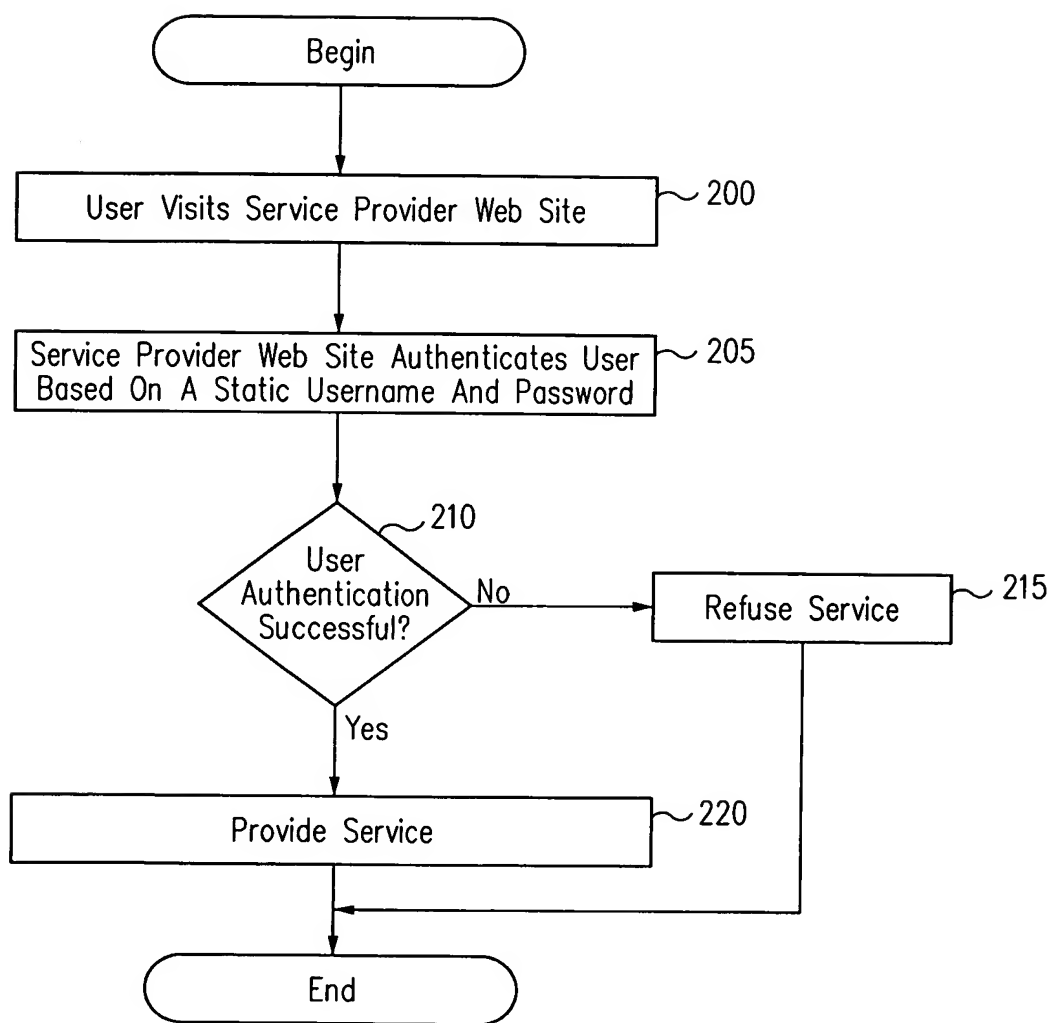 Begin
User Visits Service Provider Web Site
200
Service Provider Web Site Authenticates User
Based On A Static Username And Password
205
210
User
Authentication
Successful?
No
Refuse Service
215
Yes
Provide Service
220
End